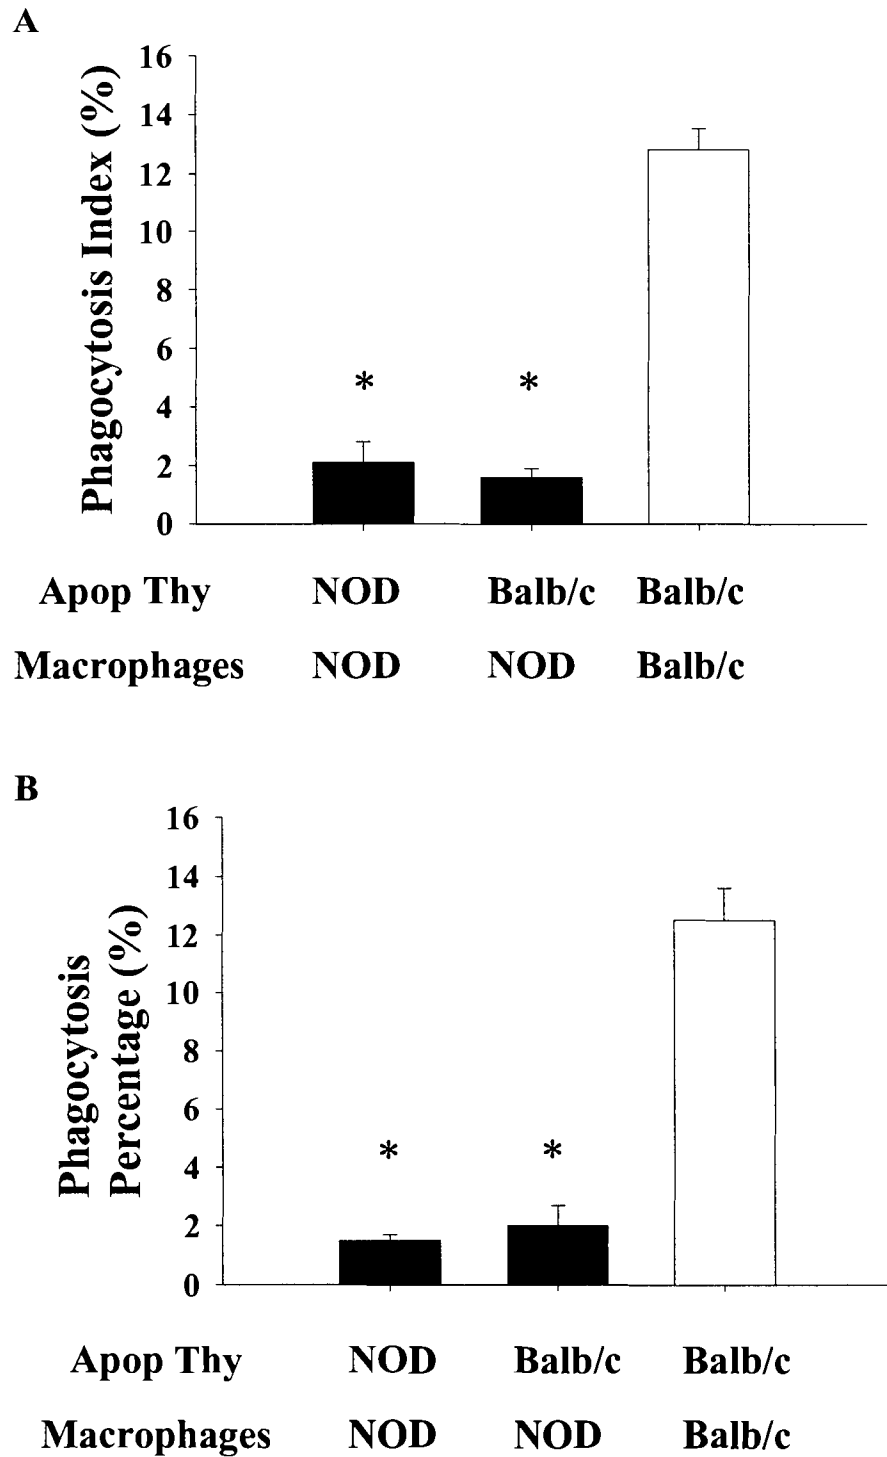 A
Phagocytosis Index (%)
16
14
12
10
8
6
4
2
0
* *
Apop Thy NOD Balb/c Balb/c
Macrophages NOD NOD Balb/c
B
Phagocytosis
Percentage (%)
16
14
12
10
8
6
4
2
0
* *
Apop Thy NOD Balb/c Balb/c
Macrophages NOD NOD Balb/c